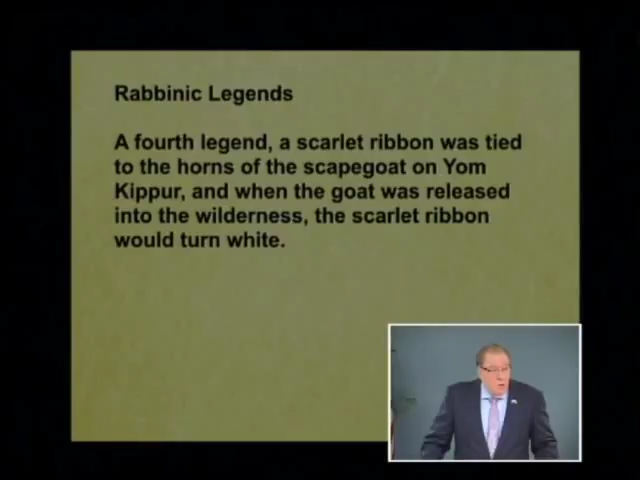 Rabbinic Legends
A fourth legend, a scarlet ribbon was tied
to the horns of the scapegoat on Yom
Kippur, and when the goat was released
into the wilderness, the scarlet ribbon
would turn white.